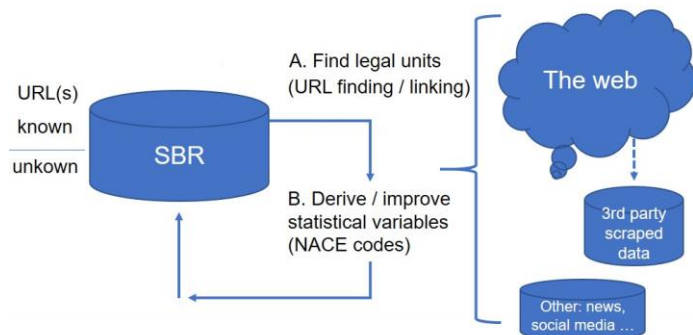 URL(s)
known
unkown
SBR
A. Find legal units
(URL finding / linking)
B. Derive / improve
statistical variables
(NACE codes)
The web
3rd party
scraped
data
Other: news,
social media ...